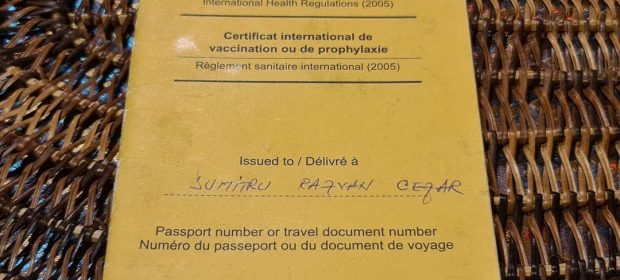 International Health Regulations (2005)
Certificat international de
vaccination ou de prophylaxie
Règlement sanitaire international (2005)
Issued to / Délivré à
DUMITRU RAZVAN CEZAR
Passport number or travel document number
Numéro du passeport ou du document de voyage